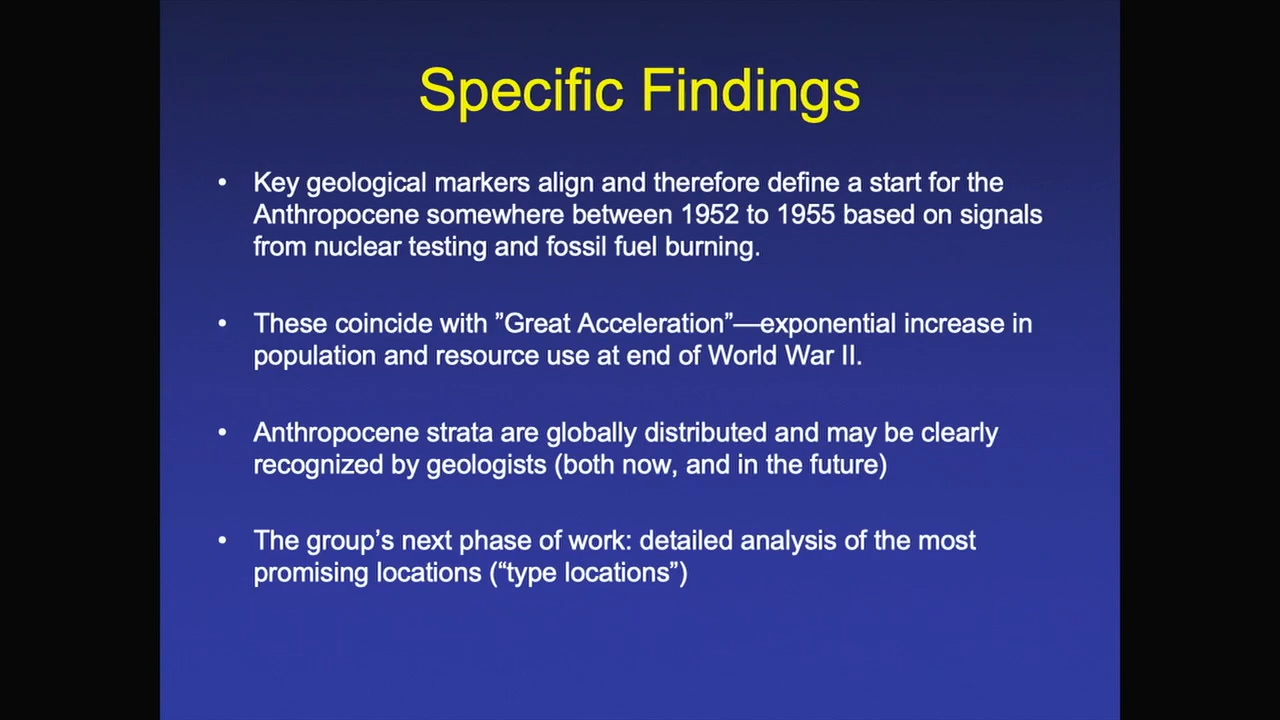 Specific Findings
• Key geological markers align and therefore define a start for the
Anthropocene somewhere between 1952 to 1955 based on signals
from nuclear testing and fossil fuel burning.
• These coincide with ”Great Acceleration”—exponential increase in
population and resource use at end of World War II.
• Anthropocene strata are globally distributed and may be clearly
recognized by geologists (both now, and in the future)
• The group’s next phase of work: detailed analysis of the most
promising locations (“type locations”)